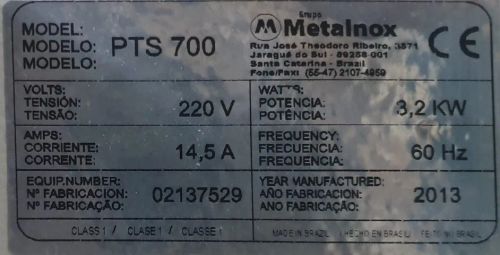 MODEL:
MODELO: PTS 700
MODELO:
Grupo
Metalnox
Rua José Theodoro Ribeiro, 3571
Jaraguá do Sul - 89258-001
Santa Catarina - Brazil
Fone/Fax: (55-47) 2107-4959
CE
VOLTS:
TENSIÓN: 220 V
TENSÃO:
WATTS:
POTENCIA: 3,2 KW
POTÊNCIA:
AMPS:
CORRIENTE: 14,5 A
CORRENTE:
FREQUENCY:
FRECUENCIA: 60 Hz
FREQUENCIA:
EQUIP.NUMBER:
Nº FABRICACION: 02137529
Nº FABRICAÇÃO:
YEAR MANUFACTURED:
AÑO FABRICACIÓN: 2013
ANO FABRICAÇÃO:
CLASS 1 / CLASE 1 / CLASSE 1
MADE IN BRAZIL / HECHO EN BRASIL / FEITO NO BRASIL